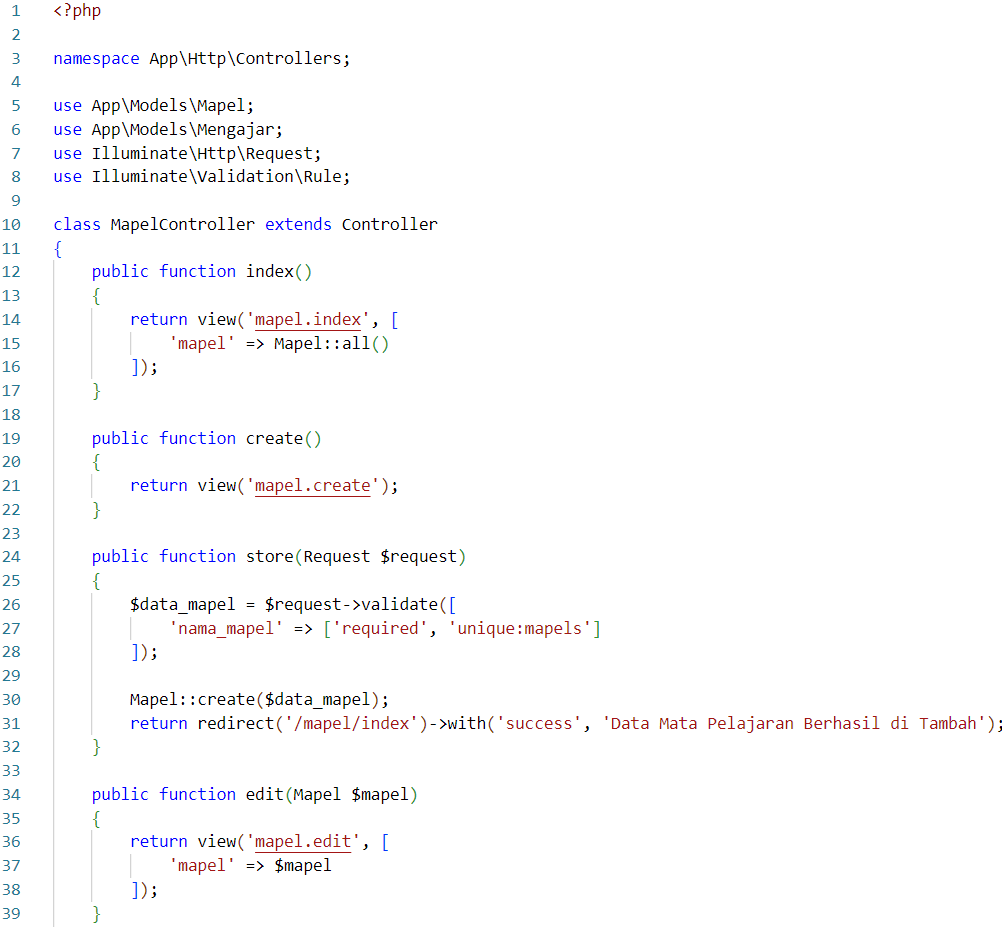 1 <?php
2
3 namespace App\Http\Controllers;
4
5 use App\Models\Mapel;
6 use App\Models\Mengajar;
7 use Illuminate\Http\Request;
8 use Illuminate\Validation\Rule;
9
10 class MapelController extends Controller
11 {
12     public function index()
13     {
14         return view('mapel.index', [
15             'mapel' => Mapel::all()
16         ]);
17     }
18
19     public function create()
20     {
21         return view('mapel.create');
22     }
23
24     public function store(Request $request)
25     {
26         $data_mapel = $request->validate([
27             'nama_mapel' => ['required', 'unique:mapels']
28         ]);
29
30         Mapel::create($data_mapel);
31         return redirect('/mapel/index')->with('success', 'Data Mata Pelajaran Berhasil di Tambah');
32     }
33
34     public function edit(Mapel $mapel)
35     {
36         return view('mapel.edit', [
37             'mapel' => $mapel
38         ]);
39     }